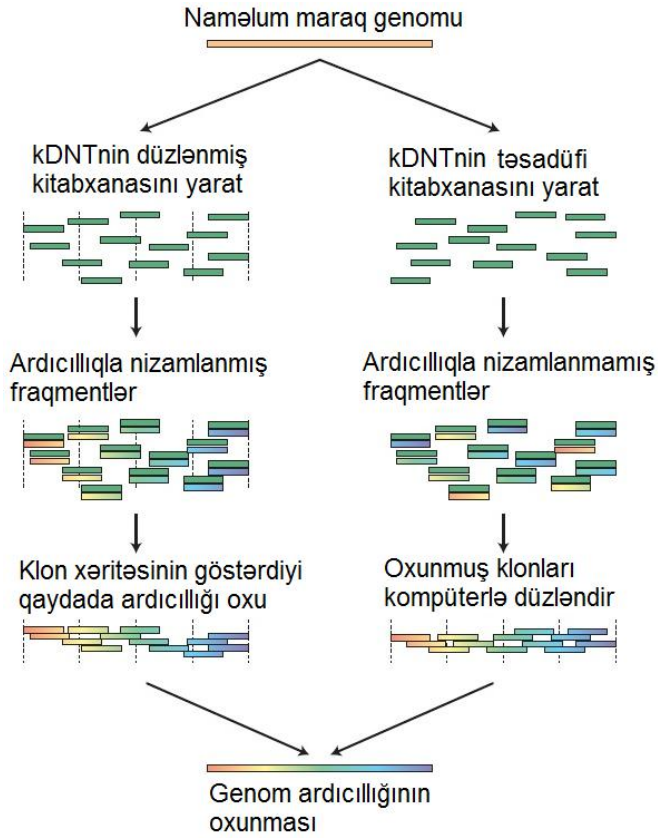 Naməlum maraq genomu
kDNTnin düzlənmiş
kitabxanasını yarat
kDNTnin təsadüfi
kitabxanasını yarat
Ardıcıllıqla nizamlanmış
fraqmentlər
Ardıcıllıqla nizamlanmamış
fraqmentlər
Klon xəritəsinin göstərdiyi
qaydada ardıcıllığı oxu
Oxunmuş klonları
kompüterlə düzləndir
Genom ardıcıllığının
oxunması